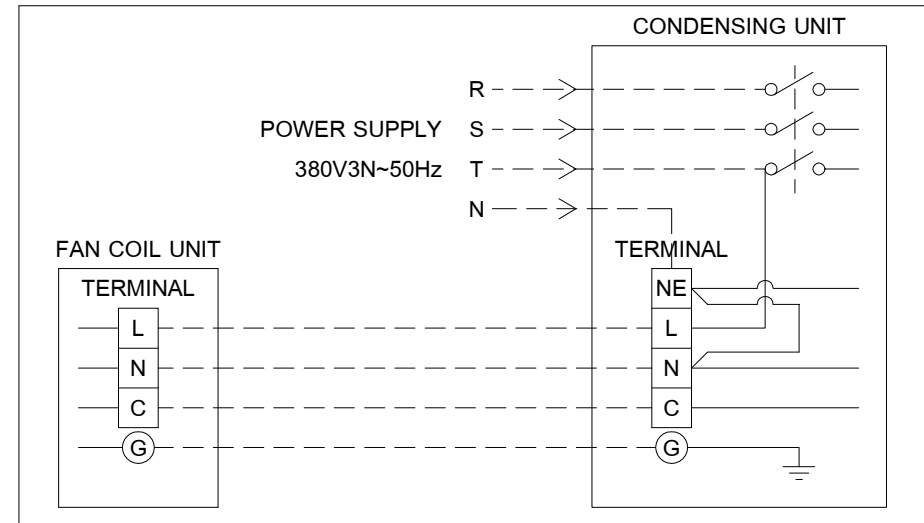 CONDENSING UNIT
R
POWER SUPPLY S
380V3N~50Hz T
N
FAN COIL UNIT
TERMINAL
TERMINAL
NE
L
L
N
N
C
C
G
G